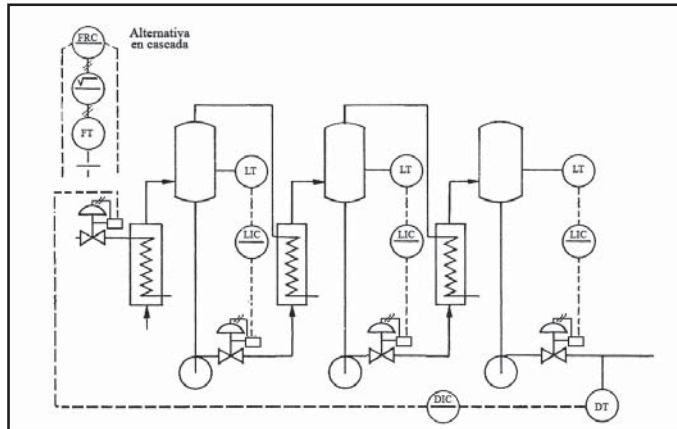 FRC
Alternativa
en cascada
√
FT
LT
LT
LT
LIC
LIC
LIC
DIC
DT